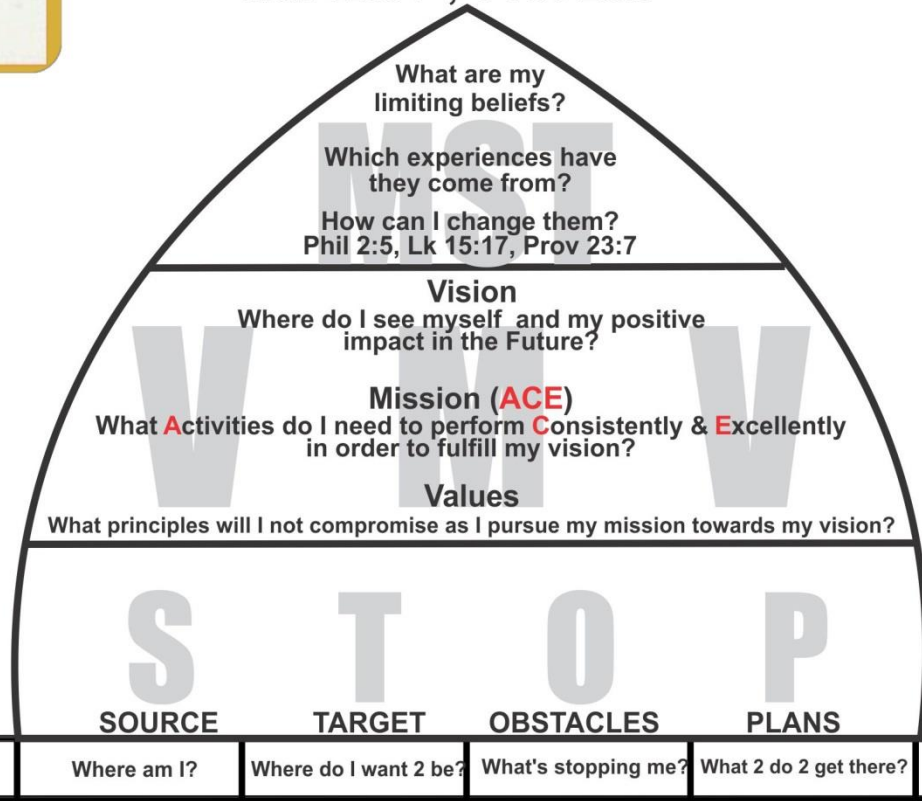 What are my
limiting beliefs?
MST
Which experiences have
they come from?
How can I change them?
Phil 2:5, Lk 15:17, Prov 23:7
Vision
Where do I see myself and my positive
impact in the Future?
V M V
Mission (ACE)
What Activities do I need to perform Consistently & Excellently
in order to fulfill my vision?
Values
What principles will I not compromise as I pursue my mission towards my vision?
S T O P
SOURCE TARGET OBSTACLES PLANS
Where am I? Where do I want 2 be? What's stopping me? What 2 do 2 get there?